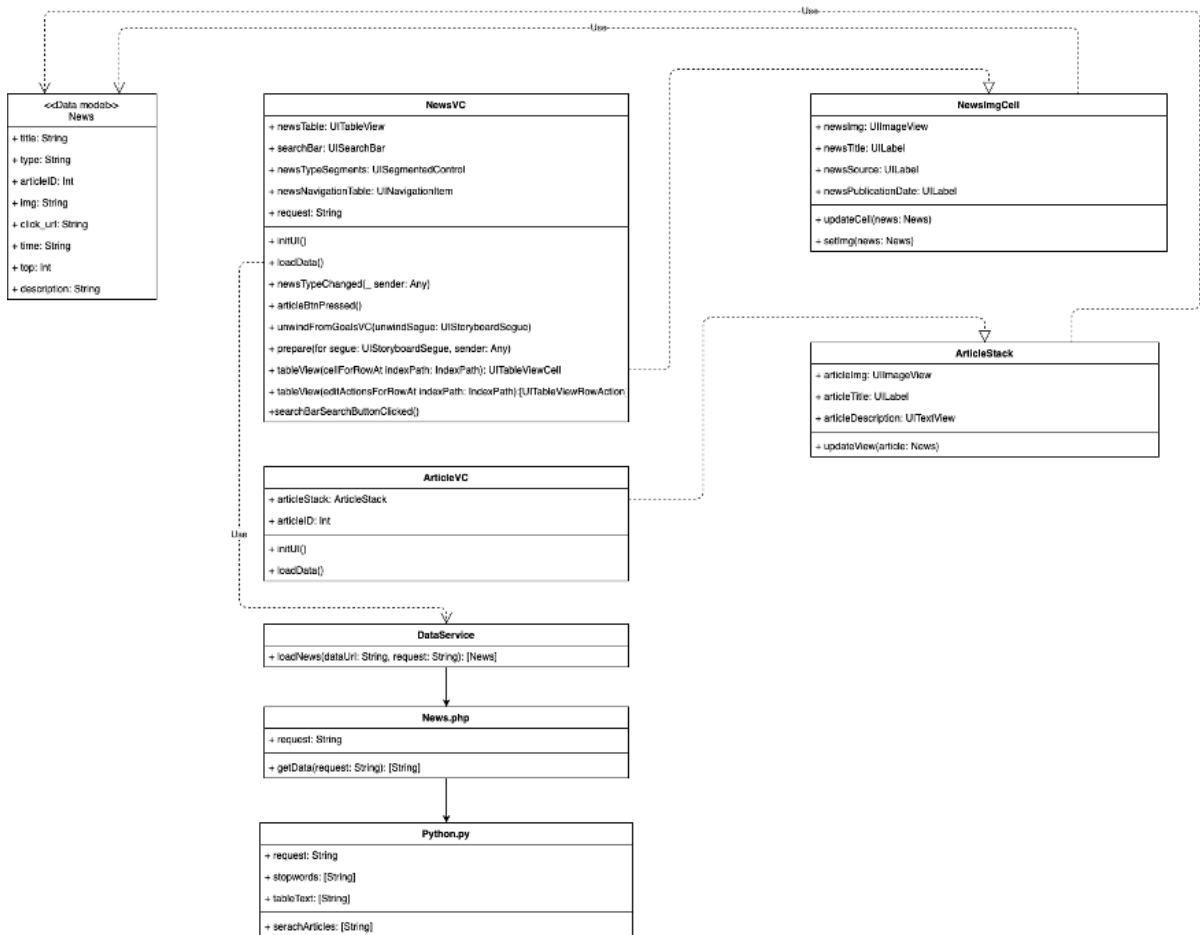 Use
Use
<<Data modab>>
News
+ title: String
+ type: String
+ articleID: Int
+ img: String
+ click_url: String
+ time: String
+ top: Int
+ description: String
NewsVC
+ newsTable: UITableView
+ searchBar: UISearchBar
+ newsTypeSegments: UISegmentedControl
+ newsNavigationTable: UINavigationItem
+ request: String
+ initUI()
+ loadData()
+ newsTypeChanged(_ sender: Any)
+ articleBtnPressed()
+ unwindFromGoalsVC(unwindSegue: UIStoryboardSegue)
+ prepare(for segue: UIStoryboardSegue, sender: Any)
+ tableView(cellForRowAt indexPath: IndexPath): UITableViewCell
+ tableView(editActionsForRowAt indexPath: IndexPath):[UITableViewRowAction
+searchBarSearchButtonClicked()
NewsImgCell
+ newsImg: UIImageView
+ newsTitle: UILabel
+ newsSource: UILabel
+ newsPublicationDate: UILabel
+ updateCell(news: News)
+ setImg(news: News)
ArticleStack
+ articleImg: UIImageView
+ articleTitle: UILabel
+ articleDescription: UITextView
+ updateView(article: News)
ArticleVC
+ articleStack: ArticleStack
+ articleID: Int
+ initUI()
+ loadData()
Use
DataService
+ loadNews(dataUrl: String, request: String): [News]
News.php
+ request: String
+ getData(request: String): [String]
Python.py
+ request: String
+ stopwords: [String]
+ tableText: [String]
+ serachArticles: [String]